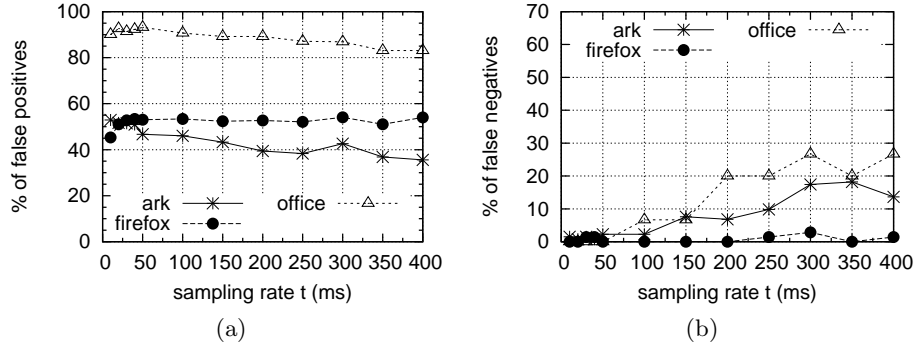 % of false positives
100
80
60
40
20
0
ark
firefox
office
0 50 100 150 200 250 300 350 400
sampling rate t (ms)
(a)
% of false negatives
70
60
50
40
30
20
10
0
ark
firefox
office
0 50 100 150 200 250 300 350 400
sampling rate t (ms)
(b)